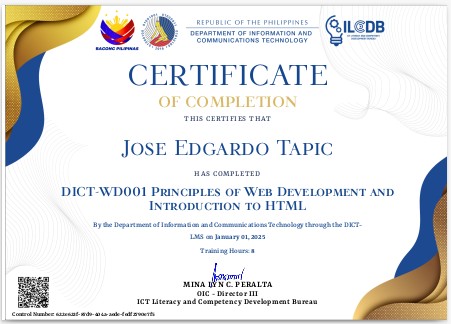 BAGONG PILIPINAS
REPUBLIC OF THE PHILIPPINES
DEPARTMENT OF INFORMATION AND
COMMUNICATIONS TECHNOLOGY
ILCDB
CERTIFICATE
OF COMPLETION
THIS CERTIFIES THAT
JOSE EDGARDO TAPIC
HAS COMPLETED
DICT-WD001 PRINCIPLES OF WEB DEVELOPMENT AND
INTRODUCTION TO HTML
By the Department of Information and Communications Technology through the DICT-
LMS on January 01, 2025
Training Hours: 8
MINA LYN C. PERALTA
OIC - Director III
ICT Literacy and Competency Development Bureau
Control Number: